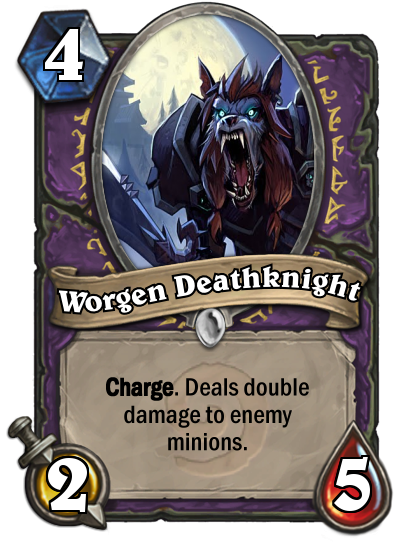 4
Worgen Deathknight
Charge. Deals double
damage to enemy
minions.
2
5